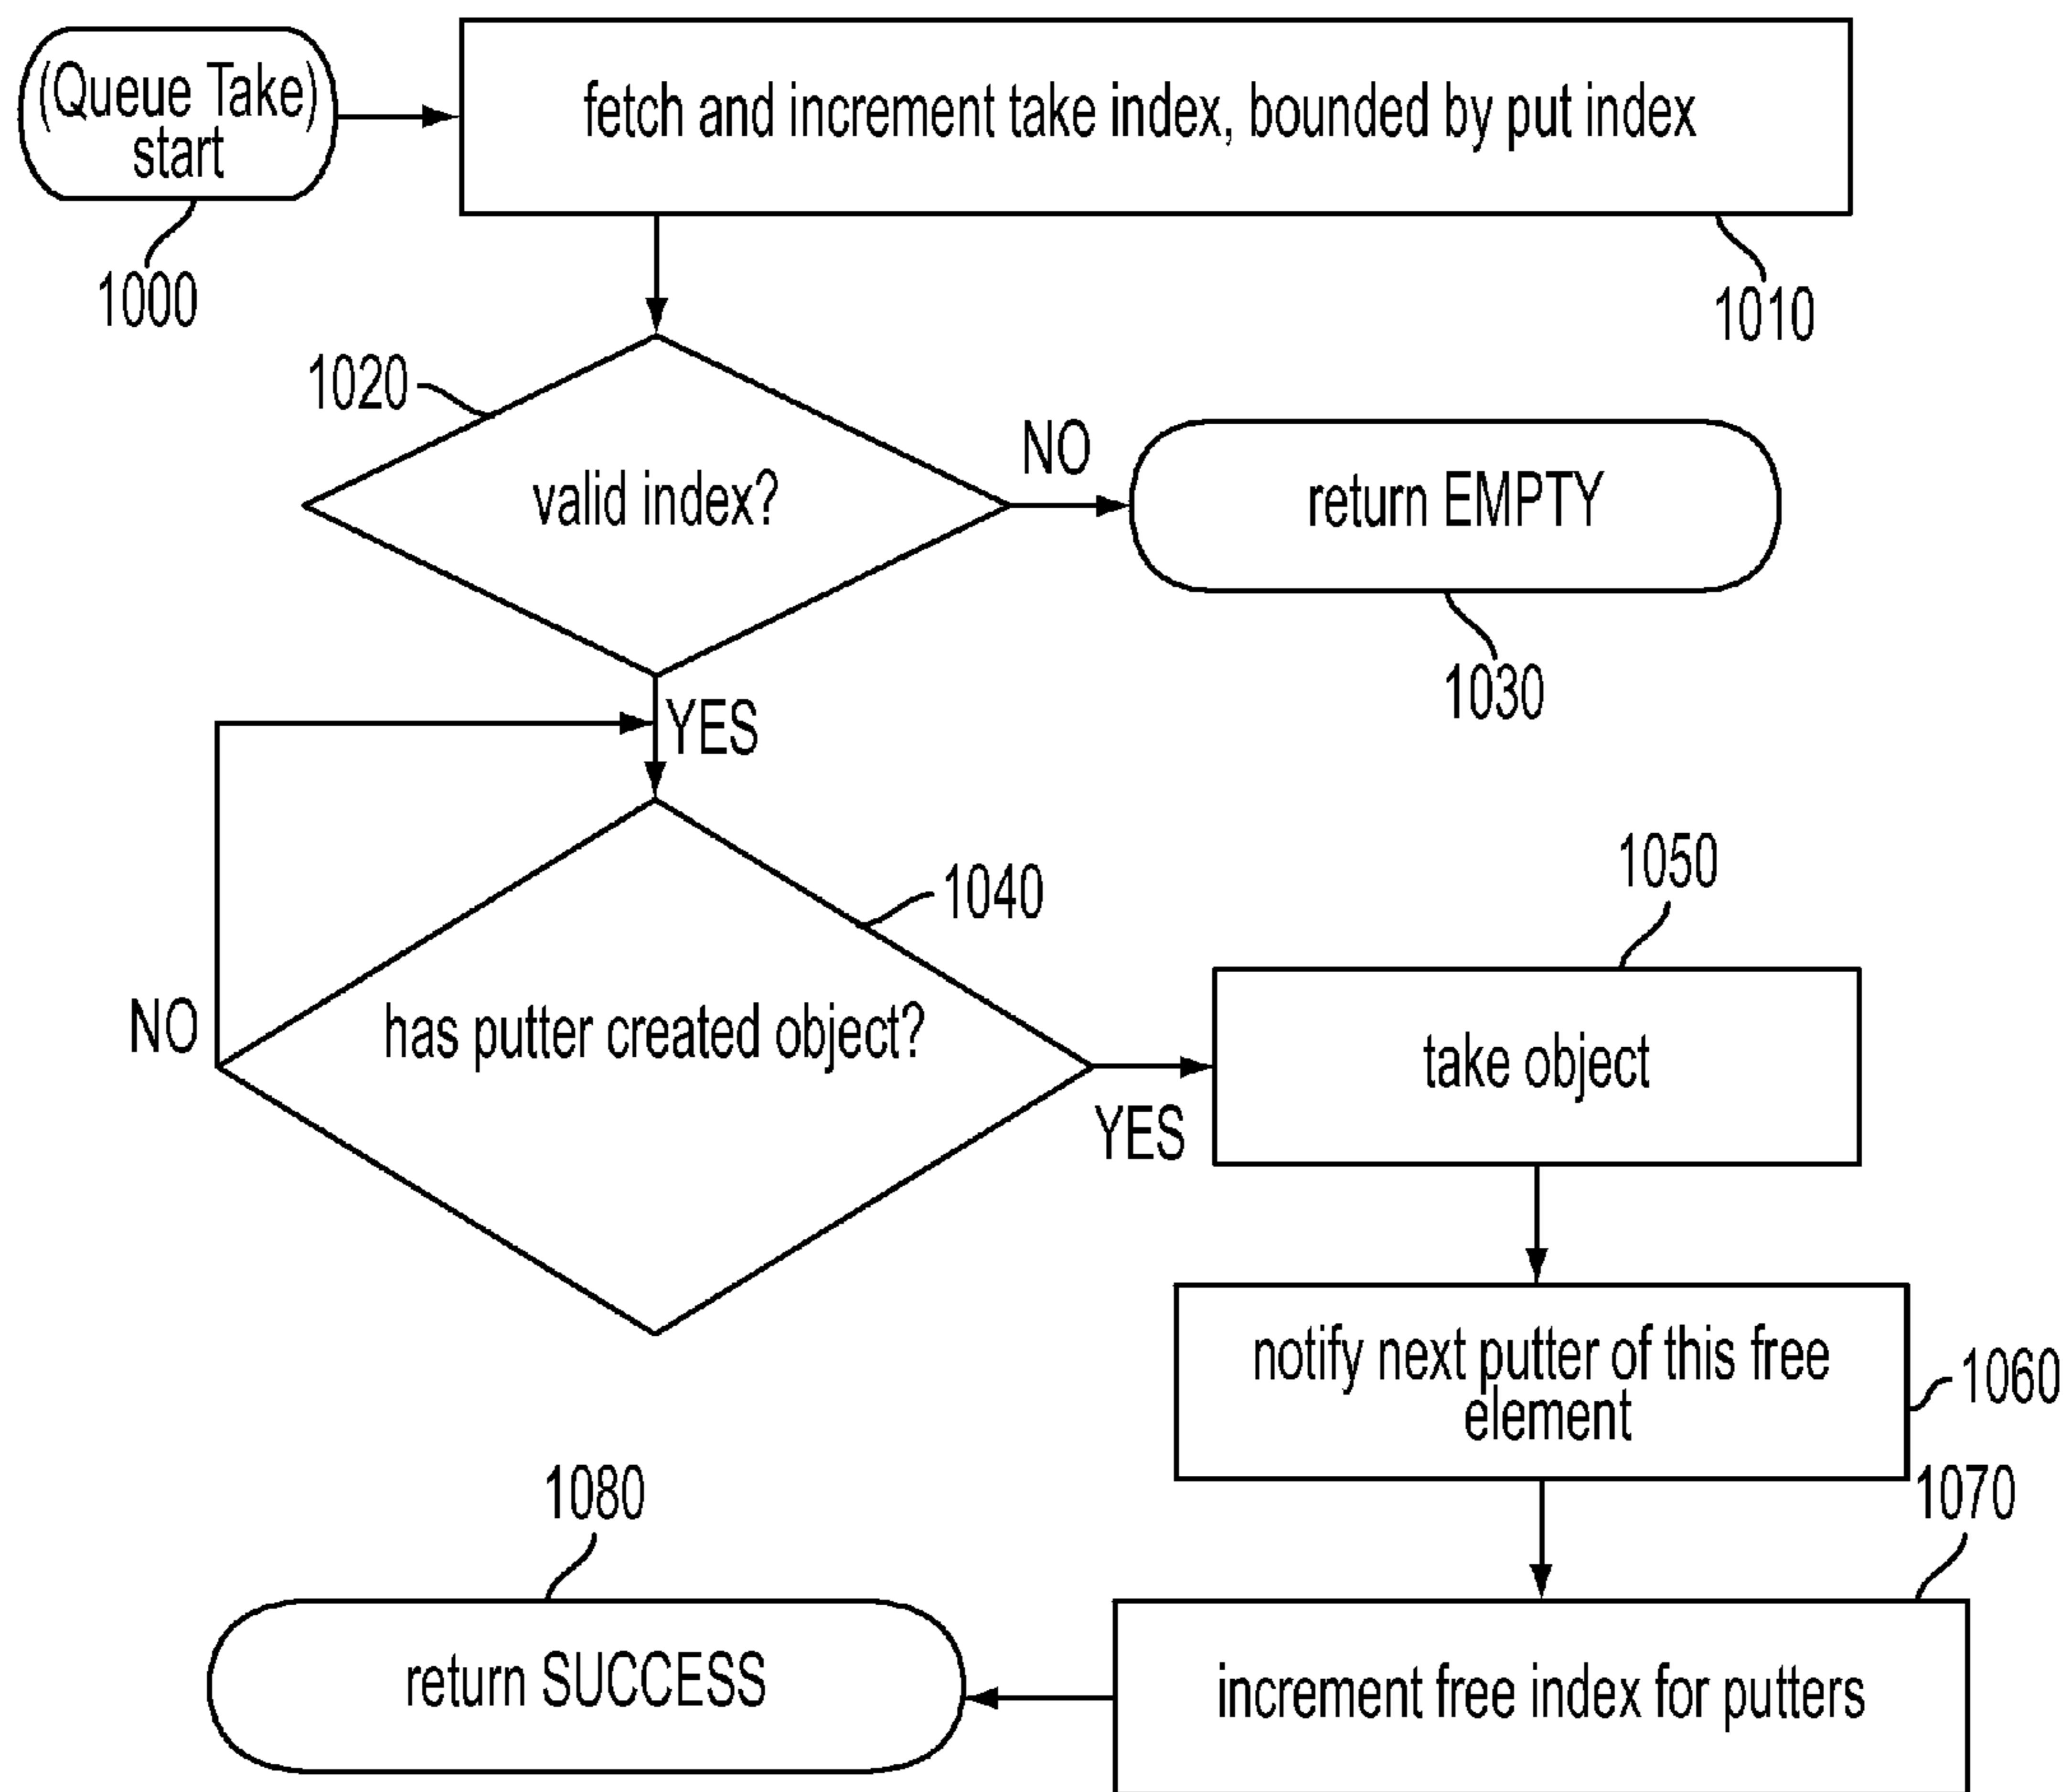 (Queue Take)
start
1000
fetch and increment take index, bounded by put index
1010
1020
valid index?
NO
return EMPTY
1030
YES
1040
has putter created object?
NO
YES
1050
take object
notify next putter of this free
element
1060
1070
increment free index for putters
1080
return SUCCESS